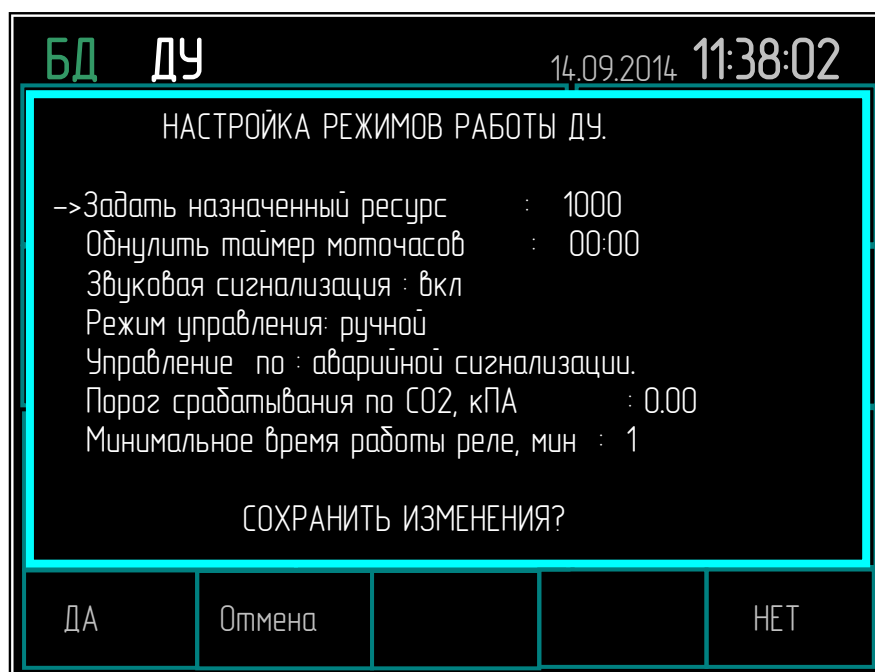 БД ДУ 14.09.2014 11:38:02
НАСТРОЙКА РЕЖИМОВ РАБОТЫ ДУ.
->Задать назначенный ресурс : 1000
Обнулить таймер моточасов : 00:00
Звуковая сигнализация : вкл
Режим управления: ручной
Управление по : аварийной сигнализации.
Порог срабатывания по СО2, кПА : 0.00
Минимальное время работы реле, мин : 1
СОХРАНИТЬ ИЗМЕНЕНИЯ?
ДА Отмена НЕТ